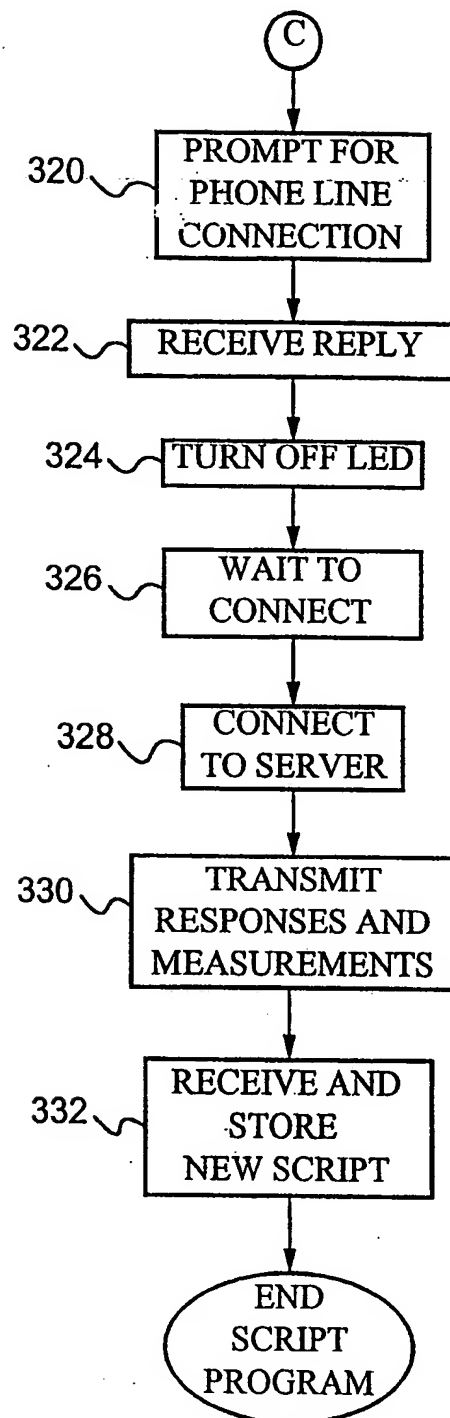 C
320
PROMPT FOR
PHONE LINE
CONNECTION
322
RECEIVE REPLY
324
TURN OFF LED
326
WAIT TO
CONNECT
328
CONNECT
TO SERVER
330
TRANSMIT
RESPONSES AND
MEASUREMENTS
332
RECEIVE AND
STORE
NEW SCRIPT
END
SCRIPT
PROGRAM